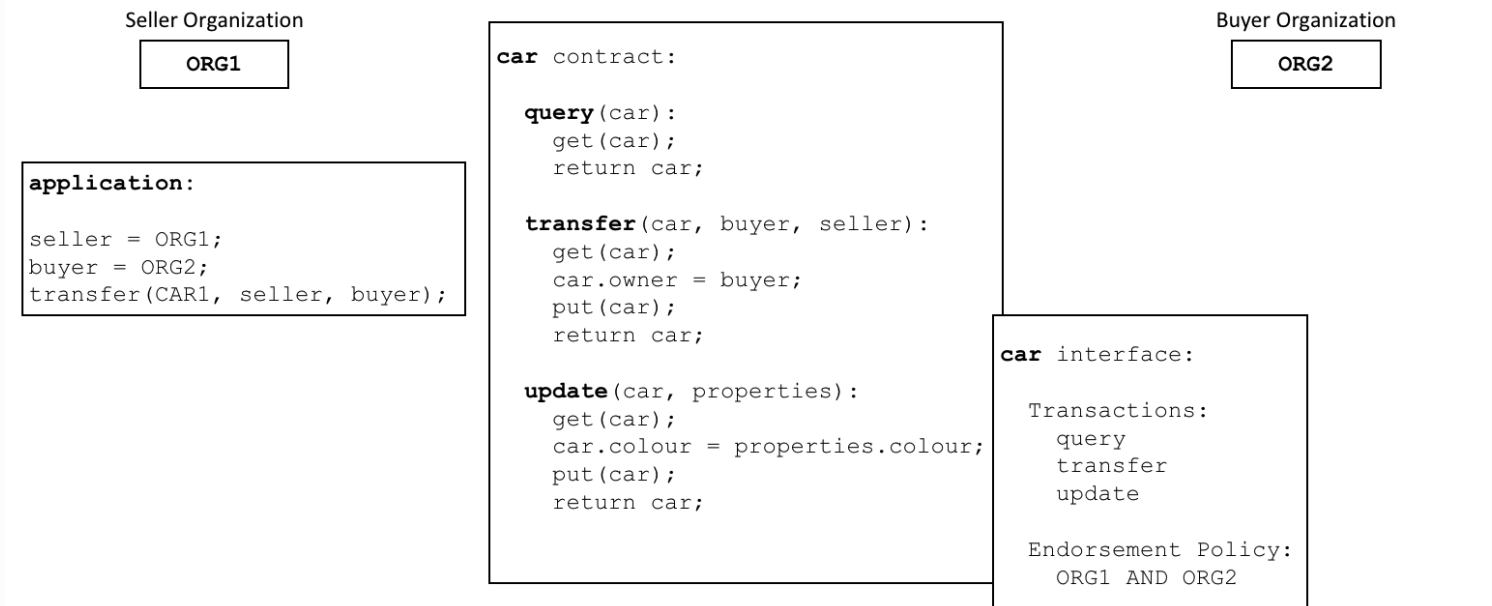 Seller Organization
ORG1
application:
seller = ORG1;
buyer = ORG2;
transfer(CAR1, seller, buyer);
car contract:
query(car):
get(car);
return car;
transfer(car, buyer, seller):
get(car);
car.owner = buyer;
put(car);
return car;
update(car, properties):
get(car);
car.colour = properties.colour;
put(car);
return car;
Buyer Organization
ORG2
car interface:
Transactions:
query
transfer
update
Endorsement Policy:
ORG1 AND ORG2